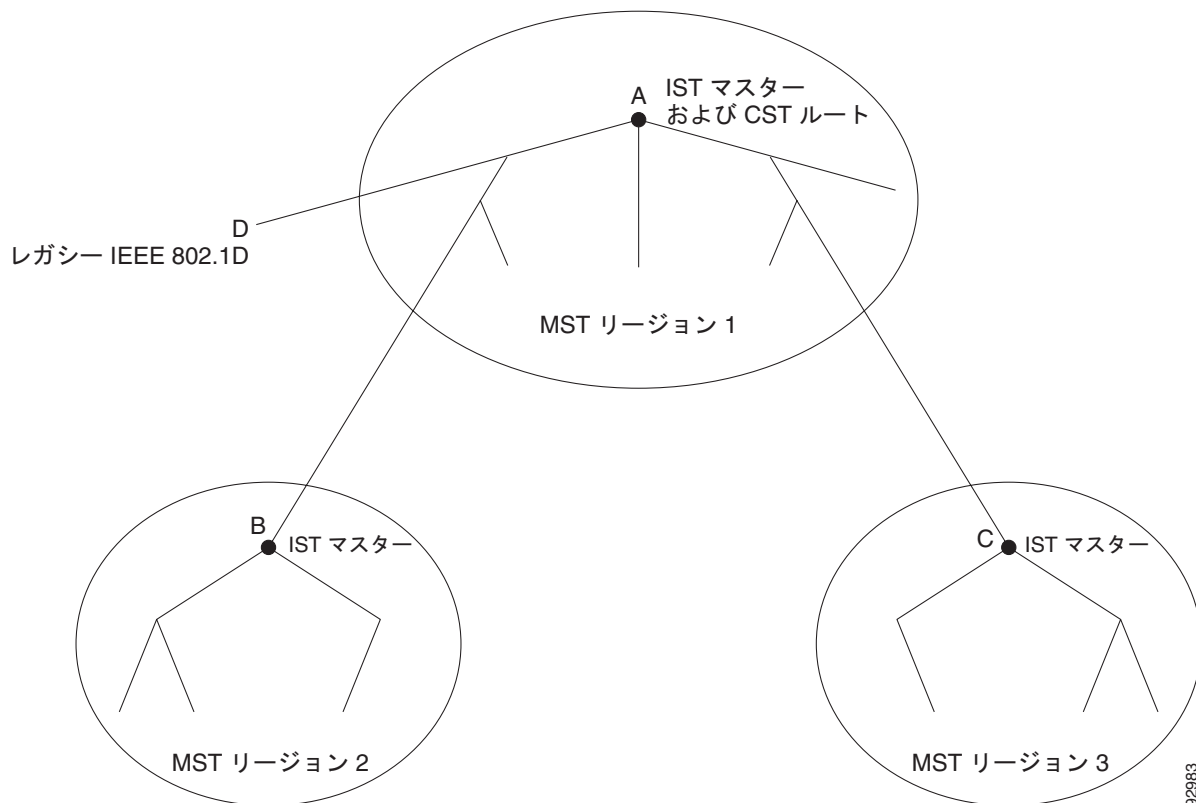 A
IST マスター
および CST ルート
D
レガシー IEEE 802.1D
MST リージョン 1
B
IST マスター
C
IST マスター
MST リージョン 2
MST リージョン 3
92983